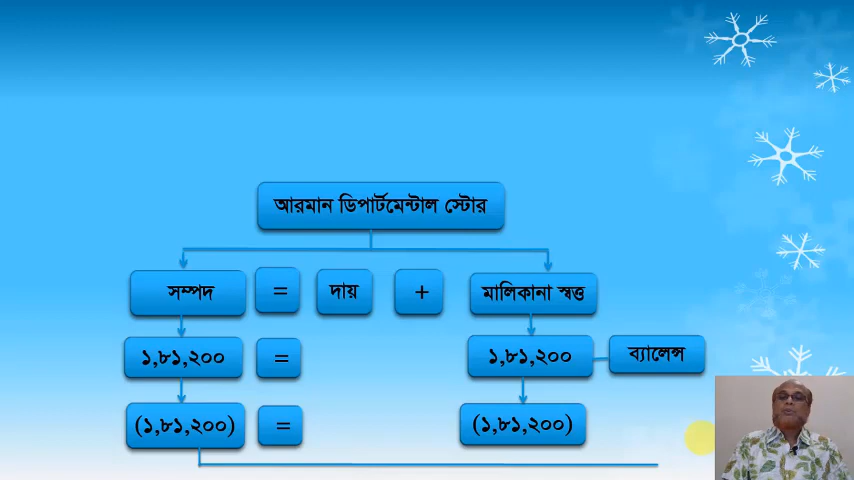 আরমান ডিপার্টমেন্টাল স্টোর
সম্পদ = দায় + মালিকানা স্বত্ত
১,৮১,২০০ = ১,৮১,২০০ ব্যালেন্স
(১,৮১,২০০) = (১,৮১,২০০)